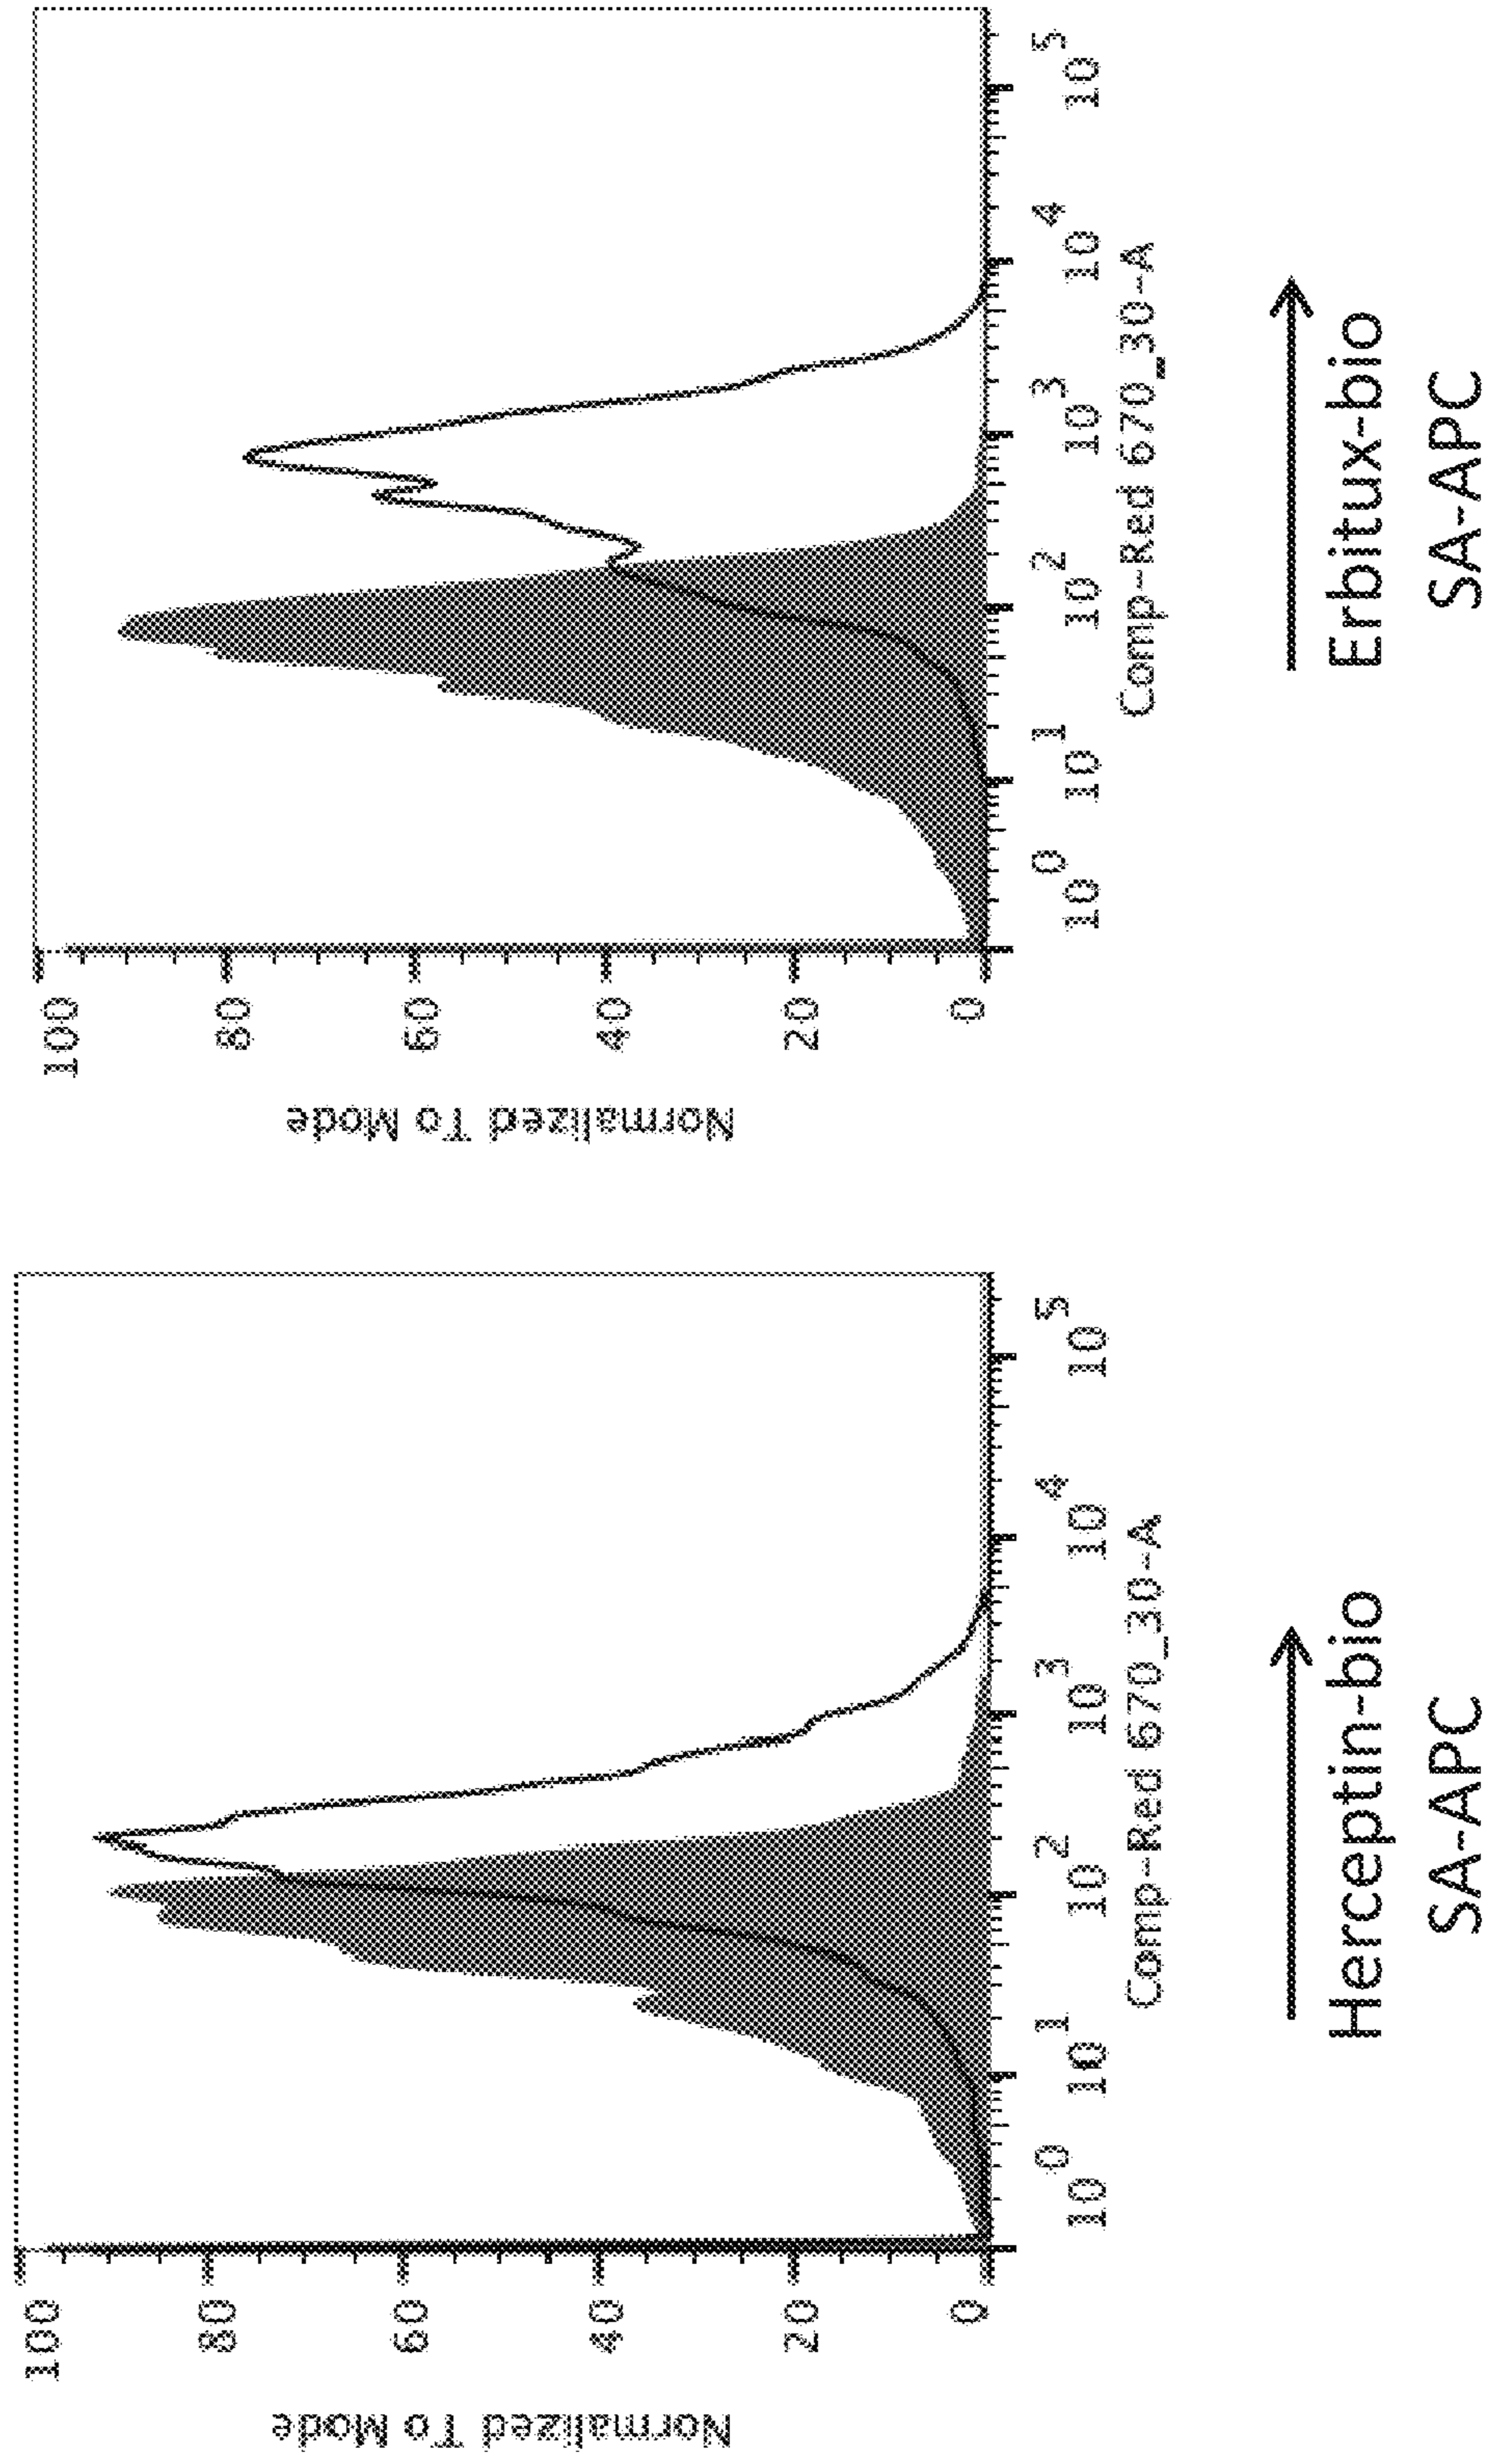 Normalized To Mode
100
80
60
40
20
0
10^0 10^1 10^2 10^3 10^4 10^5
Comp-Red 670_30-A
Herceptin-bio
SA-APC
Normalized To Mode
100
80
60
40
20
0
10^0 10^1 10^2 10^3 10^4 10^5
Comp-Red 670_30-A
Erbitux-bio
SA-APC